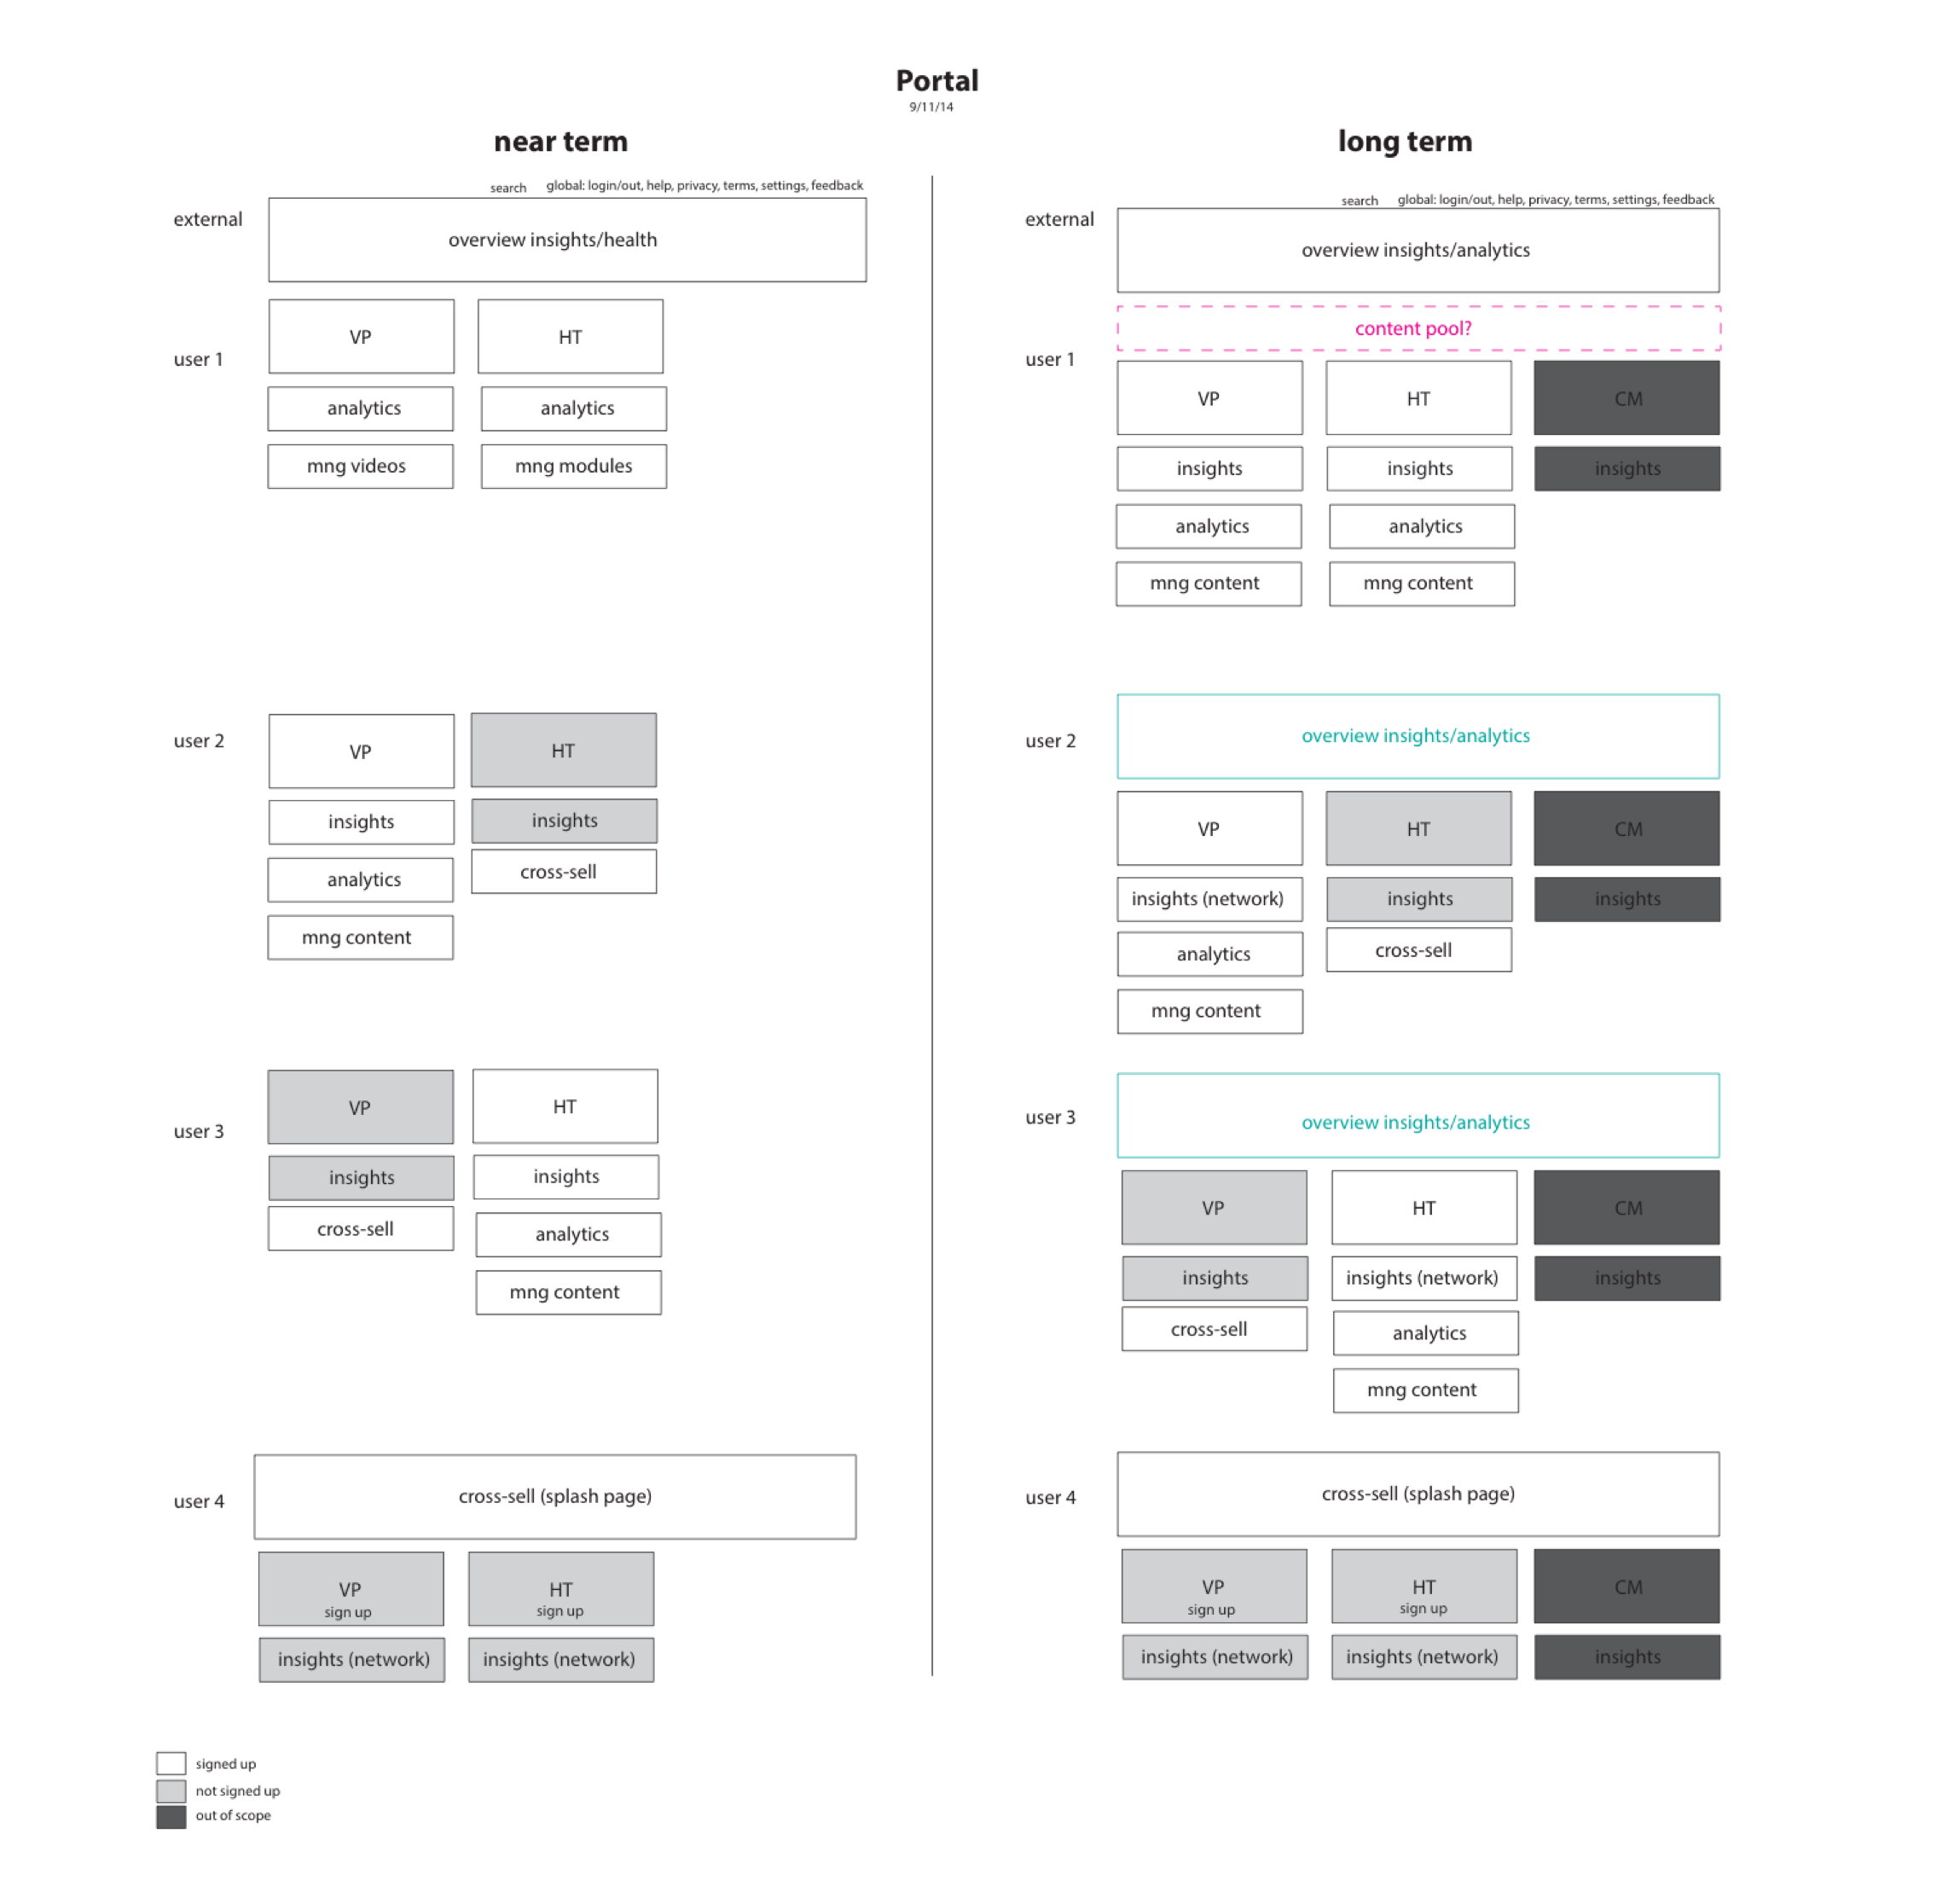 Portal
9/11/14
near term
search global: login/out, help, privacy, terms, settings, feedback
external
overview insights/health
user 1
VP HT
analytics analytics
mng videos mng modules
user 2
VP HT
insights insights
analytics cross-sell
mng content
user 3
VP HT
insights insights
cross-sell analytics
mng content
user 4
cross-sell (splash page)
VP HT
sign up sign up
insights (network) insights (network)
signed up
not signed up
out of scope
long term
search global: login/out, help, privacy, terms, settings, feedback
external
overview insights/analytics
content pool?
user 1
VP HT CM
insights insights insights
analytics analytics
mng content mng content
user 2
overview insights/analytics
VP HT CM
insights (network) insights insights
analytics cross-sell
mng content
user 3
overview insights/analytics
VP HT CM
insights insights (network) insights
cross-sell analytics
mng content
user 4
cross-sell (splash page)
VP HT CM
sign up sign up
insights (network) insights (network) insights